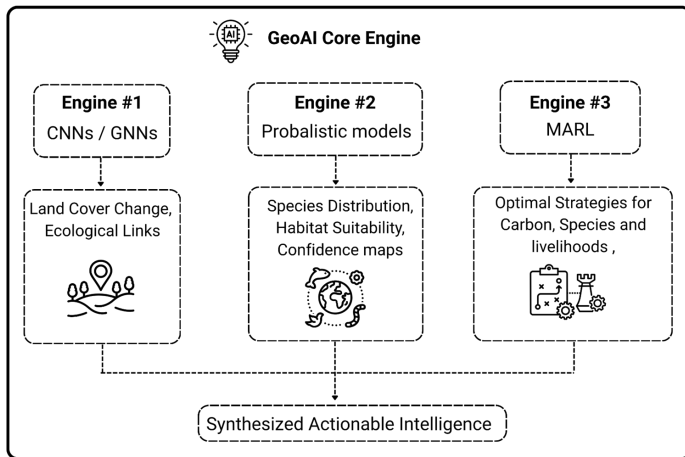 AI
GeoAI Core Engine
Engine #1
CNNs / GNNs
Engine #2
Probalistic models
Engine #3
MARL
Land Cover Change,
Ecological Links
Species Distribution,
Habitat Suitability,
Confidence maps
Optimal Strategies for
Carbon, Species and
livelihoods ,
Synthesized Actionable Intelligence